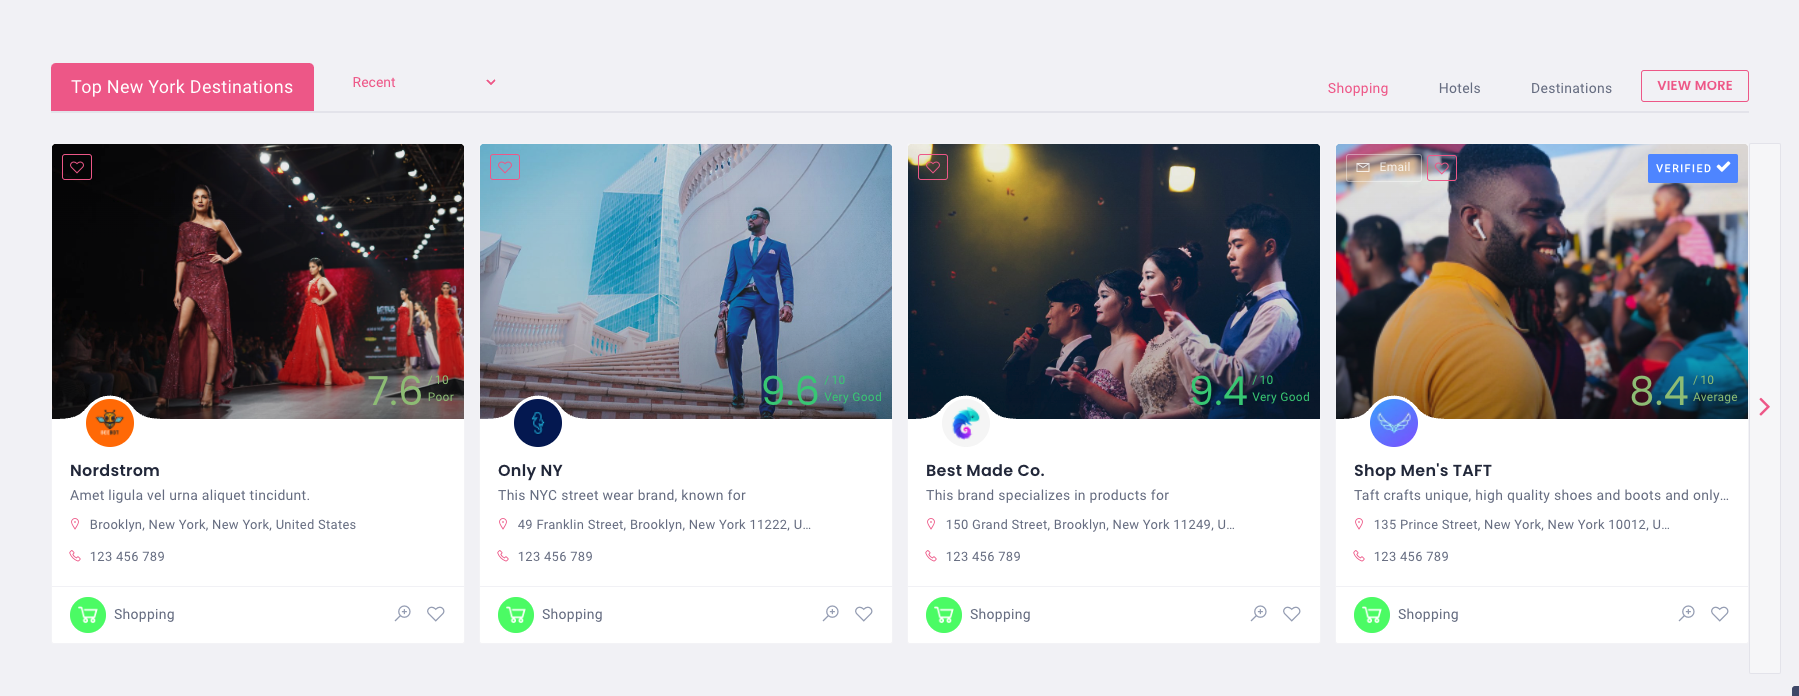 Top New York Destinations
Recent
Shopping
Hotels
Destinations
VIEW MORE
7.6 /10
Poor
Nordstrom
Amet ligula vel urna aliquet tincidunt.
Brooklyn, New York, New York, United States
123 456 789
Shopping
9.6 /10
Very Good
Only NY
This NYC street wear brand, known for
49 Franklin Street, Brooklyn, New York 11222, U...
123 456 789
Shopping
9.4 /10
Very Good
Best Made Co.
This brand specializes in products for
150 Grand Street, Brooklyn, New York 11249, U...
123 456 789
Shopping
Email
VERIFIED
8.4 /10
Average
Shop Men's TAFT
Taft crafts unique, high quality shoes and boots and only...
135 Prince Street, New York, New York 10012, U...
123 456 789
Shopping